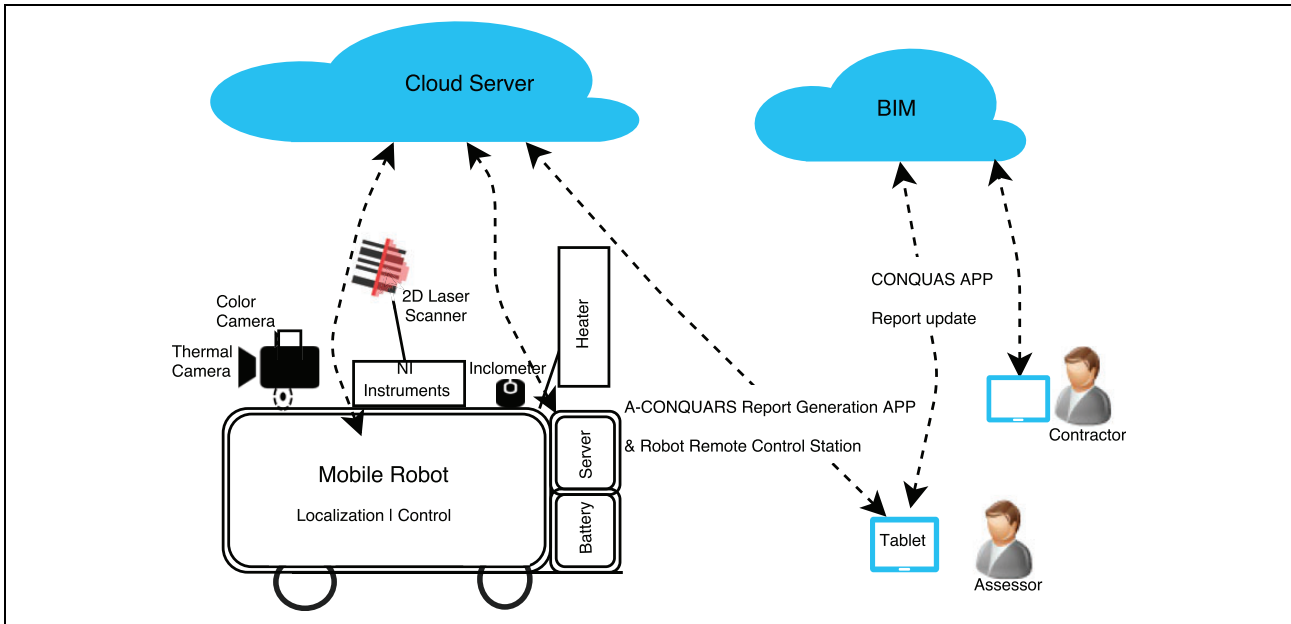 Cloud Server
BIM
2D Laser
Scanner
Color
Camera
Thermal
Camera
NI
Instruments
Inclometer
Heater
CONQUAS APP
Report update
A-CONQUARS Report Generation APP
& Robot Remote Control Station
Contractor
Mobile Robot
Localization | Control
Server
Battery
Tablet
Assessor